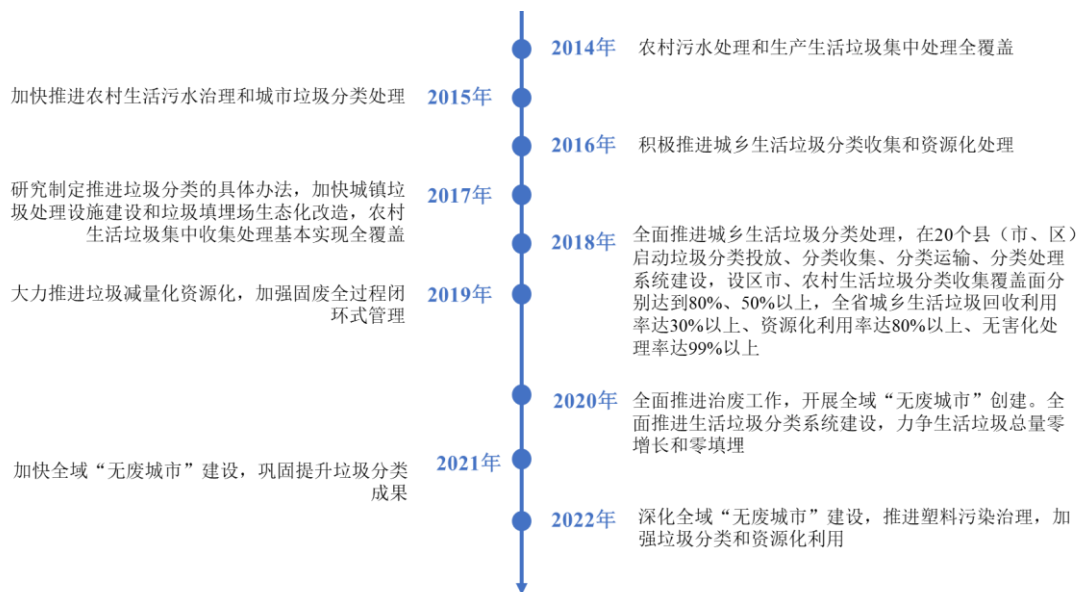 2014年 农村污水处理和生产生活垃圾集中处理全覆盖
加快推进农村生活污水治理和城市垃圾分类处理 2015年
2016年 积极推进城乡生活垃圾分类收集和资源化处理
研究制定推进垃圾分类的具体办法，加快城镇垃
圾处理设施建设和垃圾填埋场生态化改造，农村
生活垃圾集中收集处理基本实现全覆盖
2017年
2018年
全面推进城乡生活垃圾分类处理，在20个县（市、区）
启动垃圾分类投放、分类收集、分类运输、分类处理
系统建设，设区市、农村生活垃圾分类收集覆盖面分
别达到80%、50%以上，全省城乡生活垃圾回收利用
率达30%以上、资源化利用率达80%以上、无害化处
理率达99%以上
大力推进垃圾减量化资源化，加强固废全过程闭
环式管理
2019年
2020年
全面推进治废工作，开展全域“无废城市”创建。全
面推进生活垃圾分类系统建设，力争生活垃圾总量零
增长和零填埋
加快全域“无废城市”建设，巩固提升垃圾分类
成果
2021年
2022年
深化全域“无废城市”建设，推进塑料污染治理，加
强垃圾分类和资源化利用